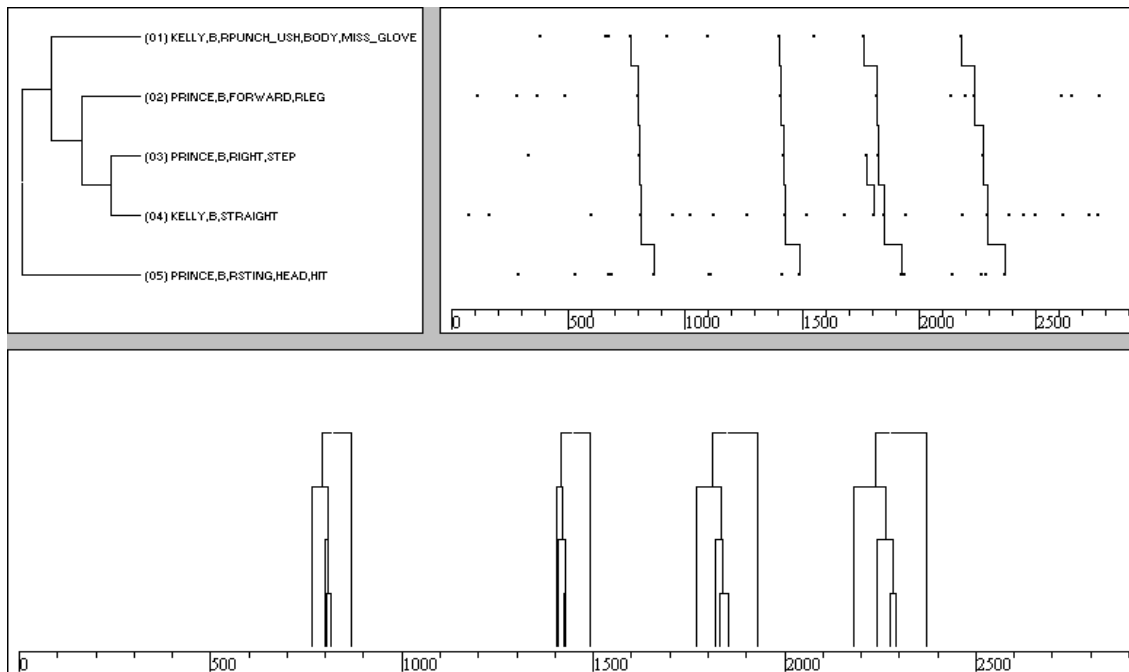 (01) KELLY,B,RPUNCH_USH,BODY,MISS_GLOVE
(02) PRINCE,B,FORWARD,RLEG
(03) PRINCE,B,RIGHT,STEP
(04) KELLY,B,STRAIGHT
(05) PRINCE,B,RSTING,HEAD,HIT
0 500 1000 1500 2000 2500
0 500 1000 1500 2000 2500